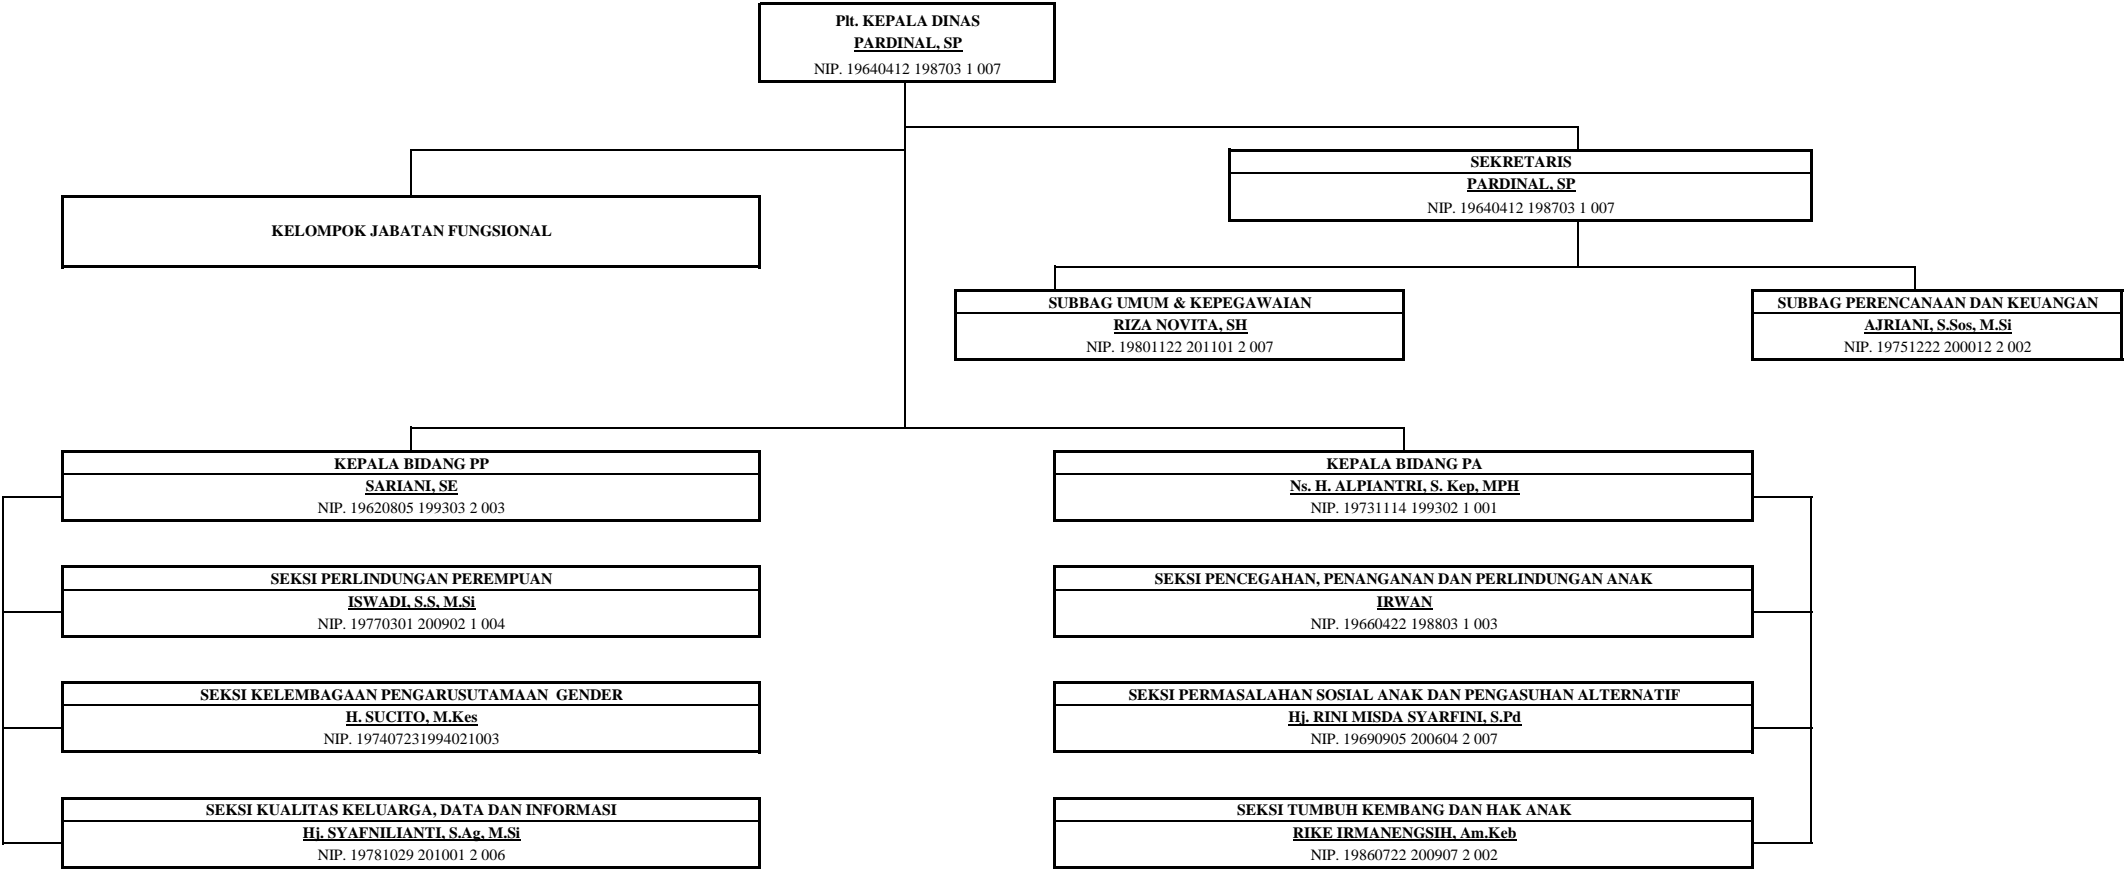 Plt. KEPALA DINAS
PARDINAL, SP
NIP. 19640412 198703 1 007
SEKRETARIS
PARDINAL, SP
NIP. 19640412 198703 1 007
KELOMPOK JABATAN FUNGSIONAL
SUBBAG UMUM & KEPEGAWAIAN
RIZA NOVITA, SH
NIP. 19801122 201101 2 007
SUBBAG PERENCANAAN DAN KEUANGAN
AJRIANI, S.Sos, M.Si
NIP. 19751222 200012 2 002
KEPALA BIDANG PP
SARIANI, SE
NIP. 19620805 199303 2 003
KEPALA BIDANG PA
Ns. H. ALPIANTRI, S. Kep, MPH
NIP. 19731114 199302 1 001
SEKSI PERLINDUNGAN PEREMPUAN
ISWADI, S.S, M.Si
NIP. 19770301 200902 1 004
SEKSI PENCEGAHAN, PENANGANAN DAN PERLINDUNGAN ANAK
IRWAN
NIP. 19660422 198803 1 003
SEKSI KELEMBAGAAN PENGARUSUTAMAAN  GENDER
H. SUCITO, M.Kes
NIP. 197407231994021003
SEKSI PERMASALAHAN SOSIAL ANAK DAN PENGASUHAN ALTERNATIF
Hj. RINI MISDA SYARFINI, S.Pd
NIP. 19690905 200604 2 007
SEKSI KUALITAS KELUARGA, DATA DAN INFORMASI
Hj. SYAFNILIANTI, S.Ag, M.Si
NIP. 19781029 201001 2 006
SEKSI TUMBUH KEMBANG DAN HAK ANAK
RIKE IRMANENGSIH, Am.Keb
NIP. 19860722 200907 2 002